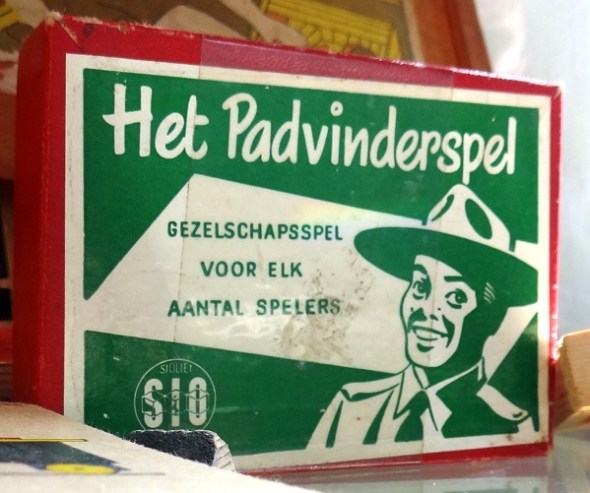 Het Padvinderspel
GEZELSCHAPSSPEL
VOOR ELK
AANTAL SPELERS
SIO